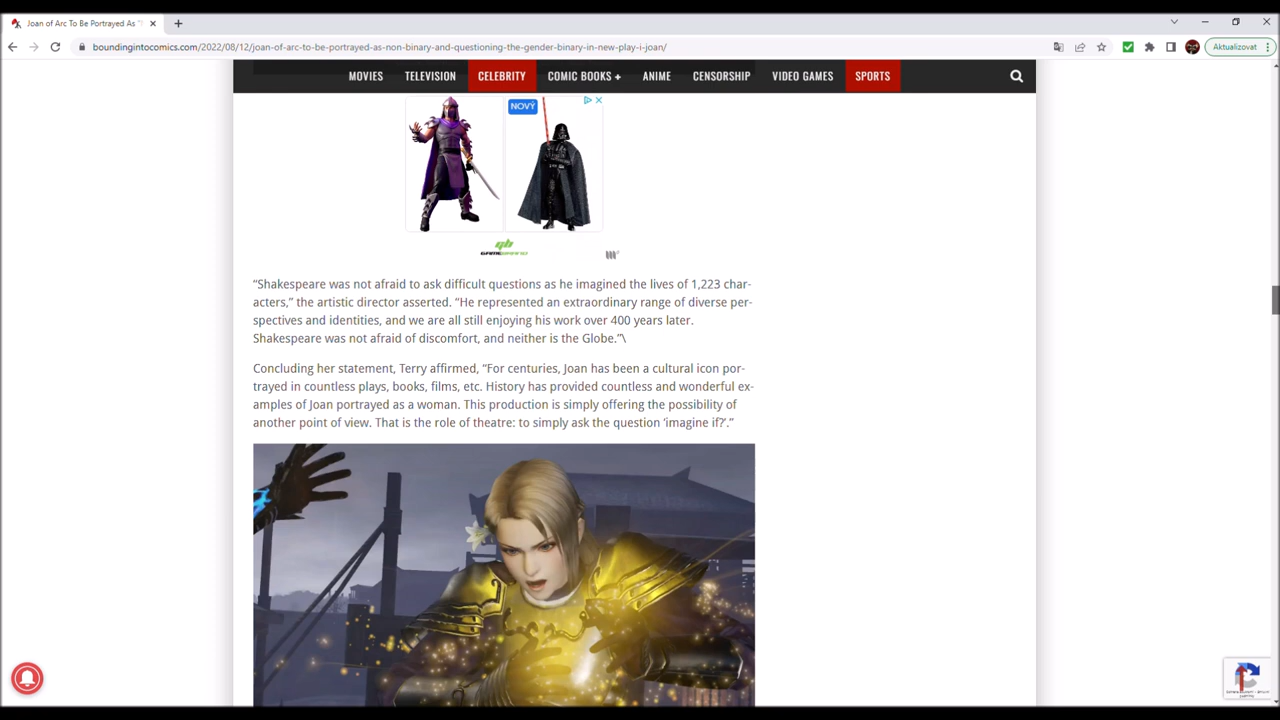 Joan of Arc To Be Portrayed As "
boundingintocomics.com/2022/08/12/joan-of-arc-to-be-portrayed-as-non-binary-and-questioning-the-gender-binary-in-new-play-i-joan/
Aktualizovat
MOVIES TELEVISION CELEBRITY COMIC BOOKS + ANIME CENSORSHIP VIDEO GAMES SPORTS
NOVÝ
gb
“Shakespeare was not afraid to ask difficult questions as he imagined the lives of 1,223 char-
acters,” the artistic director asserted. “He represented an extraordinary range of diverse per-
spectives and identities, and we are all still enjoying his work over 400 years later.
Shakespeare was not afraid of discomfort, and neither is the Globe.”\
Concluding her statement, Terry affirmed, “For centuries, Joan has been a cultural icon por-
trayed in countless plays, books, films, etc. History has provided countless and wonderful ex-
amples of Joan portrayed as a woman. This production is simply offering the possibility of
another point of view. That is the role of theatre: to simply ask the question ‘imagine if?’.”